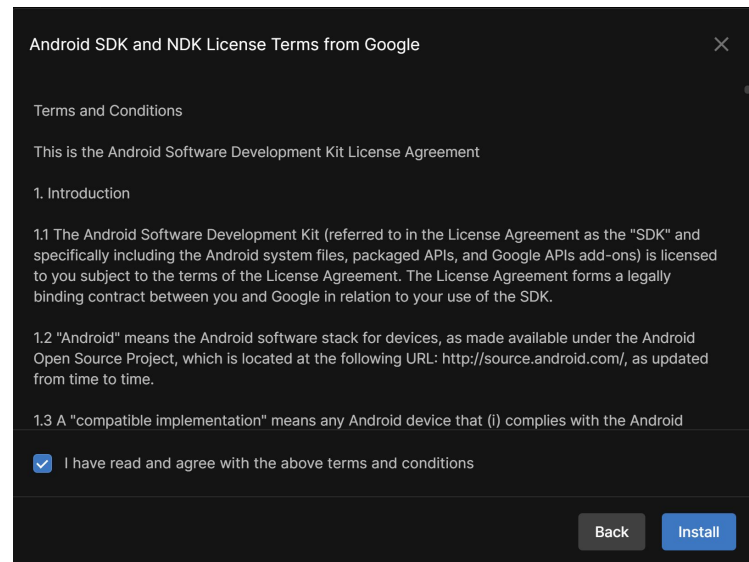 Android SDK and NDK License Terms from Google
Terms and Conditions
This is the Android Software Development Kit License Agreement
1. Introduction
1.1 The Android Software Development Kit (referred to in the License Agreement as the "SDK" and
specifically including the Android system files, packaged APIs, and Google APIs add-ons) is licensed
to you subject to the terms of the License Agreement. The License Agreement forms a legally
binding contract between you and Google in relation to your use of the SDK.
1.2 "Android" means the Android software stack for devices, as made available under the Android
Open Source Project, which is located at the following URL: http://source.android.com/, as updated
from time to time.
1.3 A "compatible implementation" means any Android device that (i) complies with the Android
I have read and agree with the above terms and conditions
Back
Install